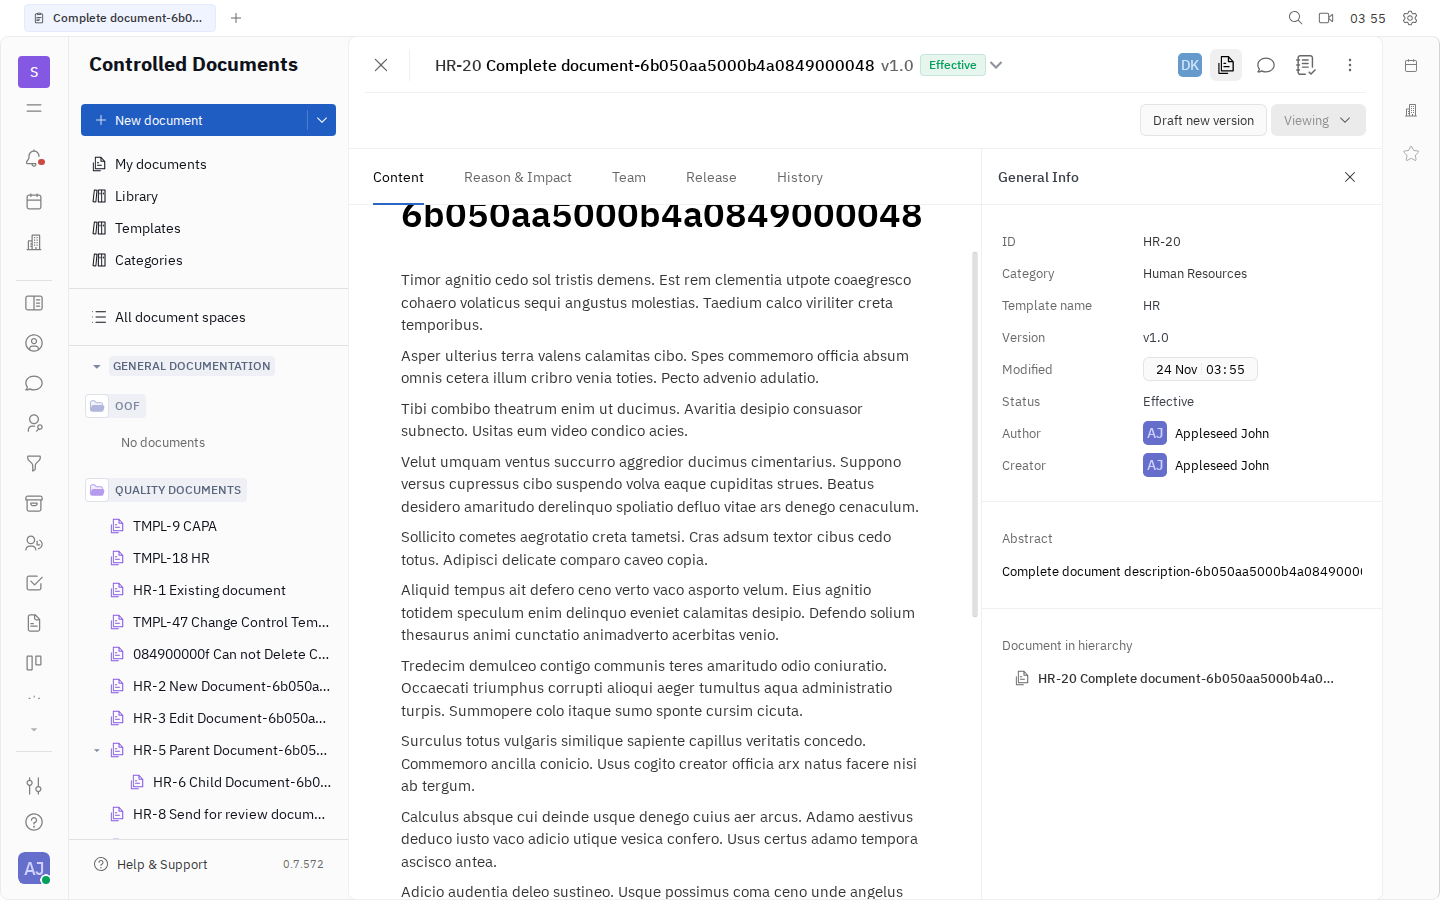 Complete document-6b0...
03 55
S
Controlled Documents
New document
My documents
Library
Templates
Categories
All document spaces
GENERAL DOCUMENTATION
OOF
No documents
QUALITY DOCUMENTS
TMPL-9 CAPA
TMPL-18 HR
HR-1 Existing document
TMPL-47 Change Control Tem...
084900000f Can not Delete C...
HR-2 New Document-6b050a...
HR-3 Edit Document-6b050a...
HR-5 Parent Document-6b05...
HR-6 Child Document-6b0...
HR-8 Send for review docum...
Help & Support
0.7.572
AJ
HR-20 Complete document-6b050aa5000b4a0849000048 v1.0 Effective
DK
Draft new version
Viewing
Content
Reason & Impact
Team
Release
History
6b050aa5000b4a0849000048
Timor agnitio cedo sol tristis demens. Est rem clementia utpote coaegresco
cohaero volaticus sequi angustus molestias. Taedium calco viriliter creta
temporibus.
Asper ulterius terra valens calamitas cibo. Spes commemoro officia absum
omnis cetera illum cribro venia toties. Pecto advenio adulatio.
Tibi combibo theatrum enim ut ducimus. Avaritia desipio consuasor
subnecto. Usitas eum video condico acies.
Velut umquam ventus succurro aggredior ducimus cimentarius. Suppono
versus cupressus cibo suspendo volva eaque cupiditas strues. Beatus
desidero amaritudo derelinquo spoliatio defluo vitae ars denego cenaculum.
Sollicito cometes aegrotatio creta tametsi. Cras adsum textor cibus cedo
totus. Adipisci delicate comparo caveo copia.
Aliquid tempus ait defero ceno verto vaco asporto velum. Eius agnitio
totidem speculum enim delinquo eveniet calamitas desipio. Defendo solium
thesaurus animi cunctatio animadverto acerbitas venio.
Tredecim demulceo contigo communis teres amaritudo odio coniuratio.
Occaecati triumphus corrupti alioqui aeger tumultus aqua administratio
turpis. Summopere colo itaque sumo sponte cursim cicuta.
Surculus totus vulgaris similique sapiente capillus veritatis concedo.
Commemoro ancilla conicio. Usus cogito creator officia arx natus facere nisi
ab tergum.
Calculus absque cui deinde usque denego cuius aer arcus. Adamo aestivus
deduco iusto vaco adicio utique vesica confero. Usus certus adamo tempora
ascisco antea.
Adicio audentia deleo sustineo. Usque possimus coma ceno unde angelus
General Info
ID HR-20
Category Human Resources
Template name HR
Version v1.0
Modified 24 Nov 03:55
Status Effective
Author AJ Appleseed John
Creator AJ Appleseed John
Abstract
Complete document description-6b050aa5000b4a0849000
Document in hierarchy
HR-20 Complete document-6b050aa5000b4a0...